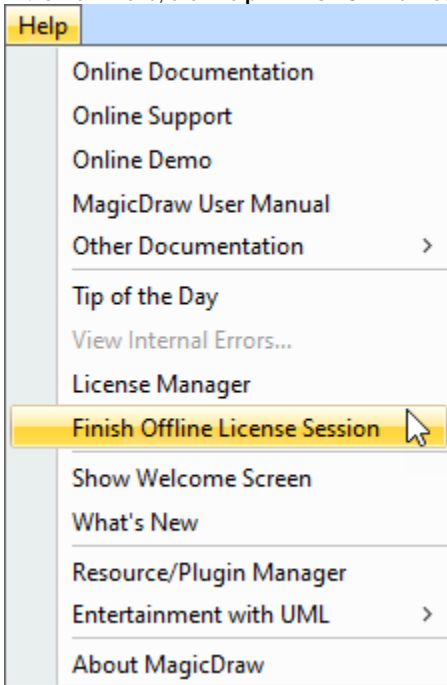 Help
Online Documentation
Online Support
Online Demo
MagicDraw User Manual
Other Documentation
Tip of the Day
View Internal Errors...
License Manager
Finish Offline License Session
Show Welcome Screen
What's New
Resource/Plugin Manager
Entertainment with UML
About MagicDraw